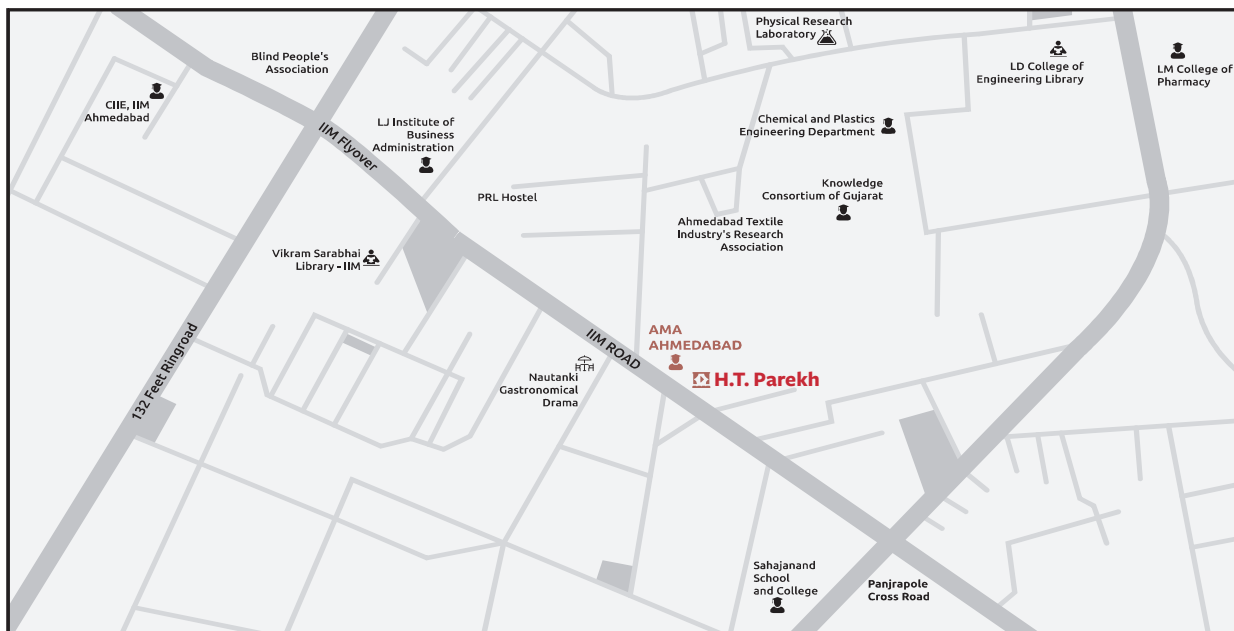 Physical Research
Laboratory
Blind People's
Association
LD College of
Engineering Library
LM College of
Pharmacy
CIIE, IIM
Ahmedabad
IIM Flyover
LJ Institute of
Business
Administration
Chemical and Plastics
Engineering Department
PRL Hostel
Knowledge
Consortium of Gujarat
Ahmedabad Textile
Industry's Research
Association
Vikram Sarabhai
Library - IIM
132 Feet Ringroad
IIM ROAD
AMA
AHMEDABAD
H.T. Parekh
Nautanki
Gastronomical
Drama
Sahajanand
School
and College
Panjrapole
Cross Road